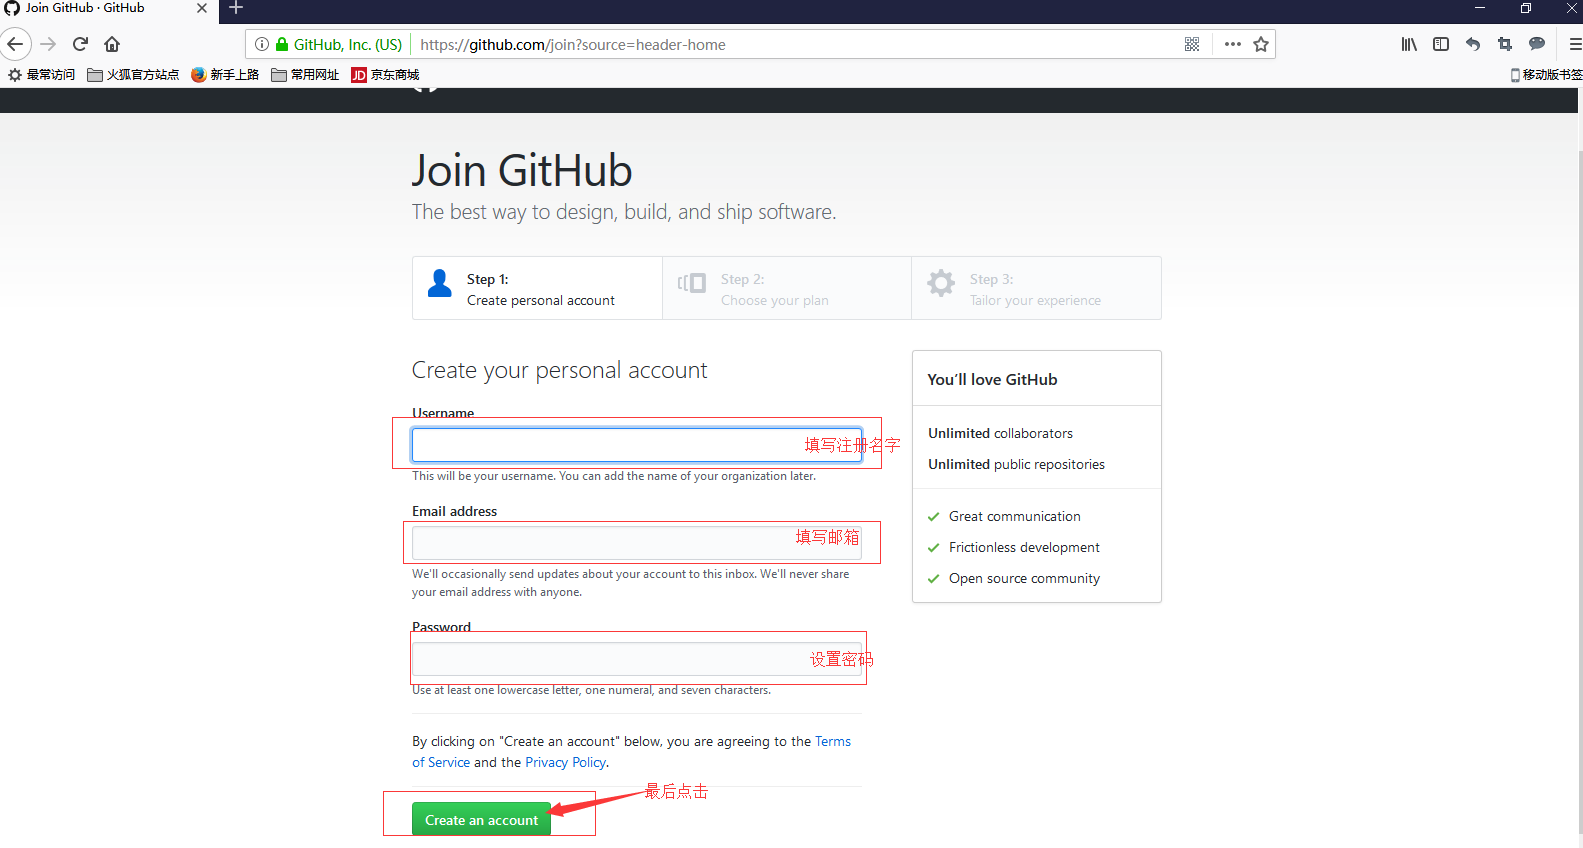 Join GitHub · GitHub
GitHub, Inc. (US)
https://github.com/join?source=header-home
最常访问
火狐官方站点
新手上路
常用网址
JD 京东商城
移动版书签
Join GitHub
The best way to design, build, and ship software.
Step 1:
Create personal account
Step 2:
Choose your plan
Step 3:
Tailor your experience
Create your personal account
Username
填写注册名字
This will be your username. You can add the name of your organization later.
Email address
填写邮箱
We'll occasionally send updates about your account to this inbox. We'll never share
your email address with anyone.
Password
设置密码
Use at least one lowercase letter, one numeral, and seven characters.
By clicking on "Create an account" below, you are agreeing to the Terms
of Service and the Privacy Policy.
最后点击
Create an account
You'll love GitHub
Unlimited collaborators
Unlimited public repositories
Great communication
Frictionless development
Open source community